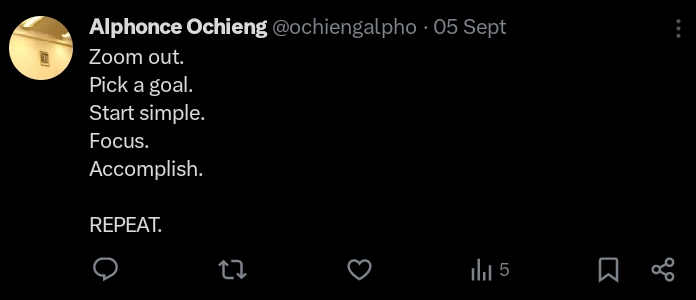 Alphonce Ochieng @ochiengalpho · 05 Sept
Zoom out.
Pick a goal.
Start simple.
Focus.
Accomplish.
REPEAT.
5